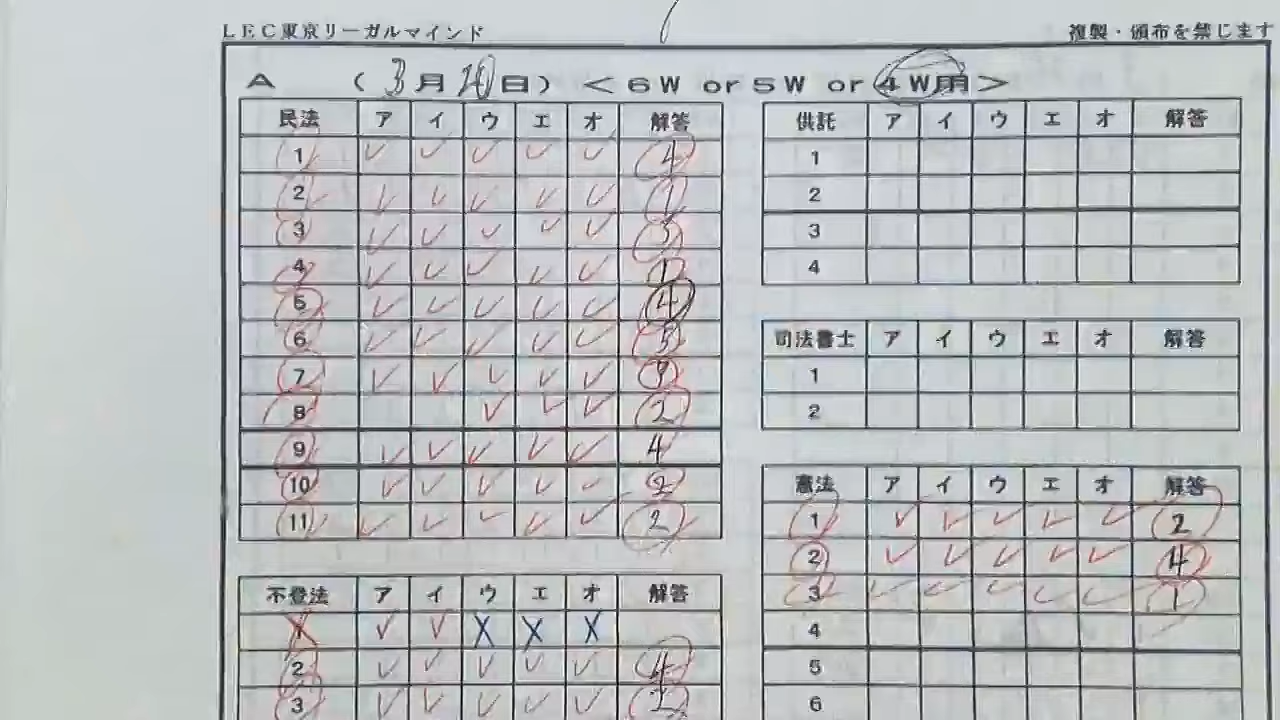 LEC東京リーガルマインド
複製・頒布を禁じます
A (3月20日) <6W or 5W or 4W用>
民法 ア イ ウ エ オ 解答
1 ✓ ✓ ✓ ✓ ✓ 4
2 ✓ ✓ ✓ ✓ ✓ 1
3 ✓ ✓ ✓ ✓ ✓ 3
4 ✓ ✓ ✓ ✓ ✓ 1
5 ✓ ✓ ✓ ✓ ✓ 4
6 ✓ ✓ ✓ ✓ ✓ 5
7 ✓ ✓ ✓ ✓ ✓
8 ✓ ✓ ✓ 2
9 ✓ ✓ ✓ ✓ ✓ 4
10 ✓ ✓ ✓ ✓ ✓ 2
11 ✓ ✓ ✓ ✓ ✓ 2
不登法 ア イ ウ エ オ 解答
1 ✓ ✓ X X X
2 ✓ ✓ ✓ ✓ ✓ 4
3 ✓ ✓ ✓ ✓ ✓
供託 ア イ ウ エ オ 解答
1
2
3
4
司法書士 ア イ ウ エ オ 解答
1
2
憲法 ア イ ウ エ オ 解答
1 ✓ ✓ ✓ ✓ ✓ 2
2 ✓ ✓ ✓ ✓ ✓ 4
3 ✓ ✓ ✓ ✓ ✓ 1
4
5
6